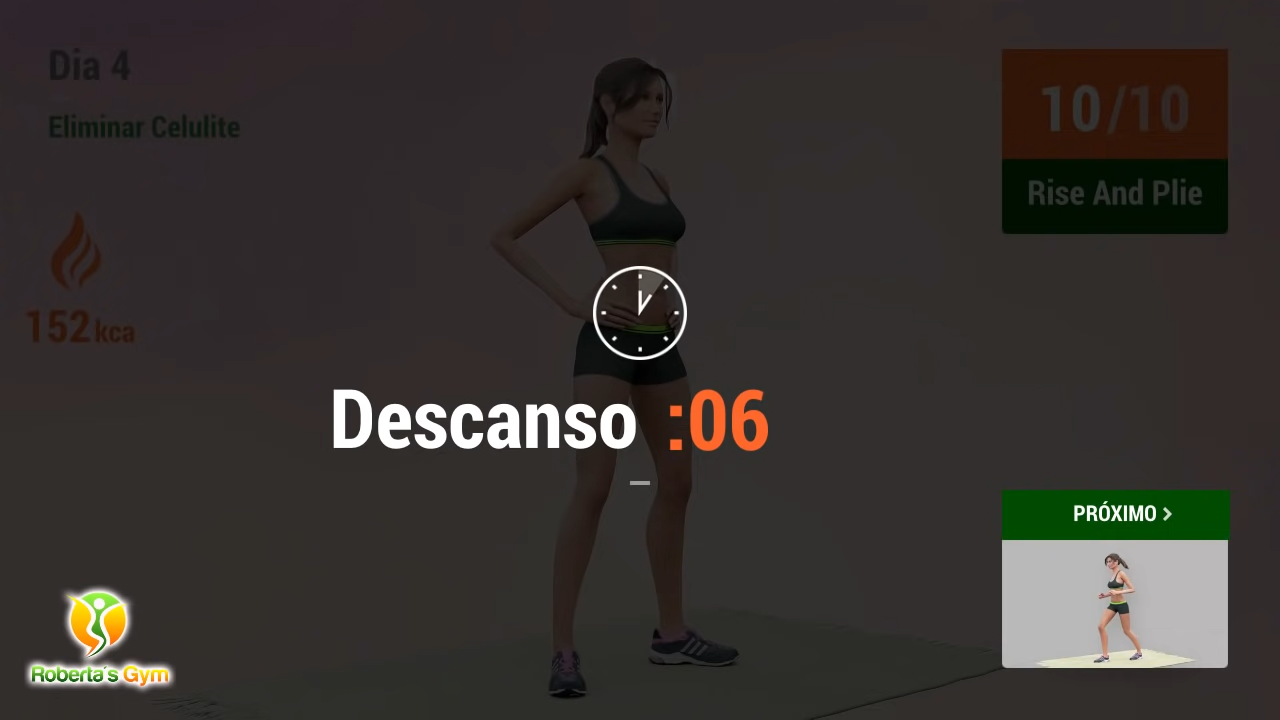 Dia 4
Eliminar Celulite
10/10
Rise And Plie
152 kca
Descanso :06
PRÓXIMO >
Roberta´s Gym